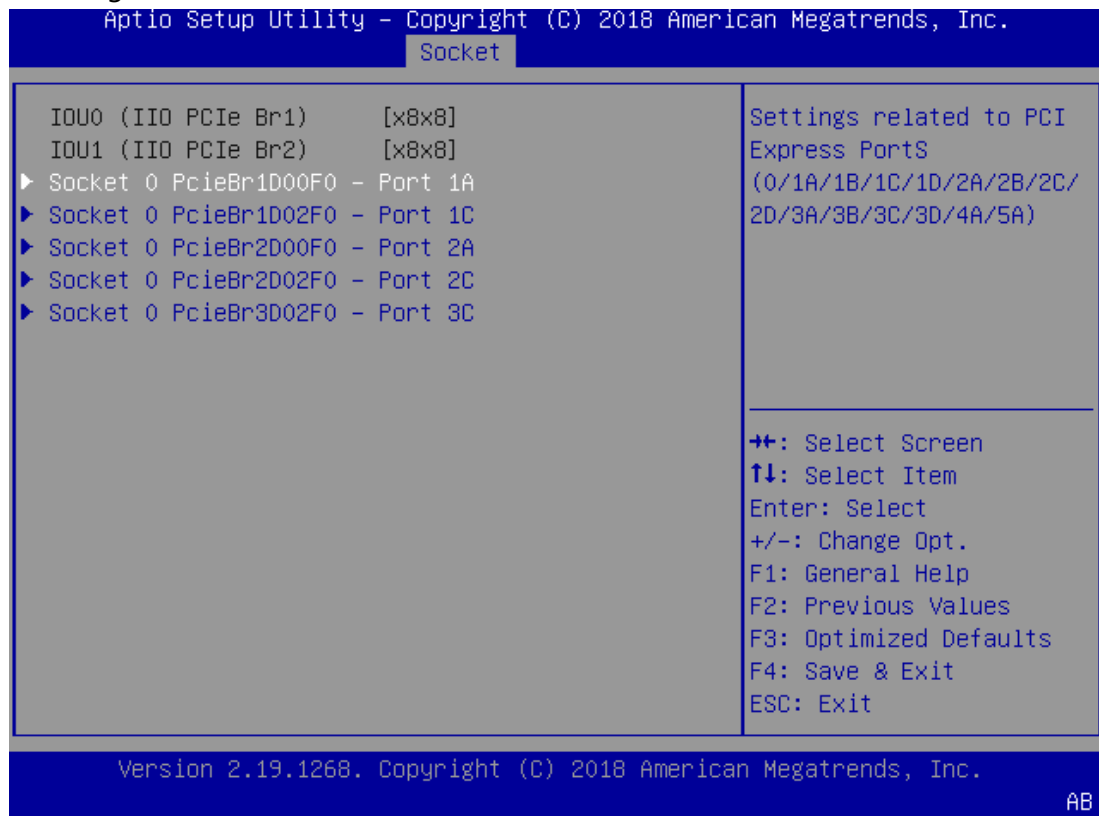 Aptio Setup Utility – Copyright (C) 2018 American Megatrends, Inc.
Socket
IOU0 (IIO PCIe Br1) [x8x8]
IOU1 (IIO PCIe Br2) [x8x8]
Socket 0 PcieBr1D00F0 – Port 1A
Socket 0 PcieBr1D02F0 – Port 1C
Socket 0 PcieBr2D00F0 – Port 2A
Socket 0 PcieBr2D02F0 – Port 2C
Socket 0 PcieBr3D02F0 – Port 3C
Settings related to PCI
Express PortS
(0/1A/1B/1C/1D/2A/2B/2C/
2D/3A/3B/3C/3D/4A/5A)
→←: Select Screen
↑↓: Select Item
Enter: Select
+/-: Change Opt.
F1: General Help
F2: Previous Values
F3: Optimized Defaults
F4: Save & Exit
ESC: Exit
Version 2.19.1268. Copyright (C) 2018 American Megatrends, Inc.
AB